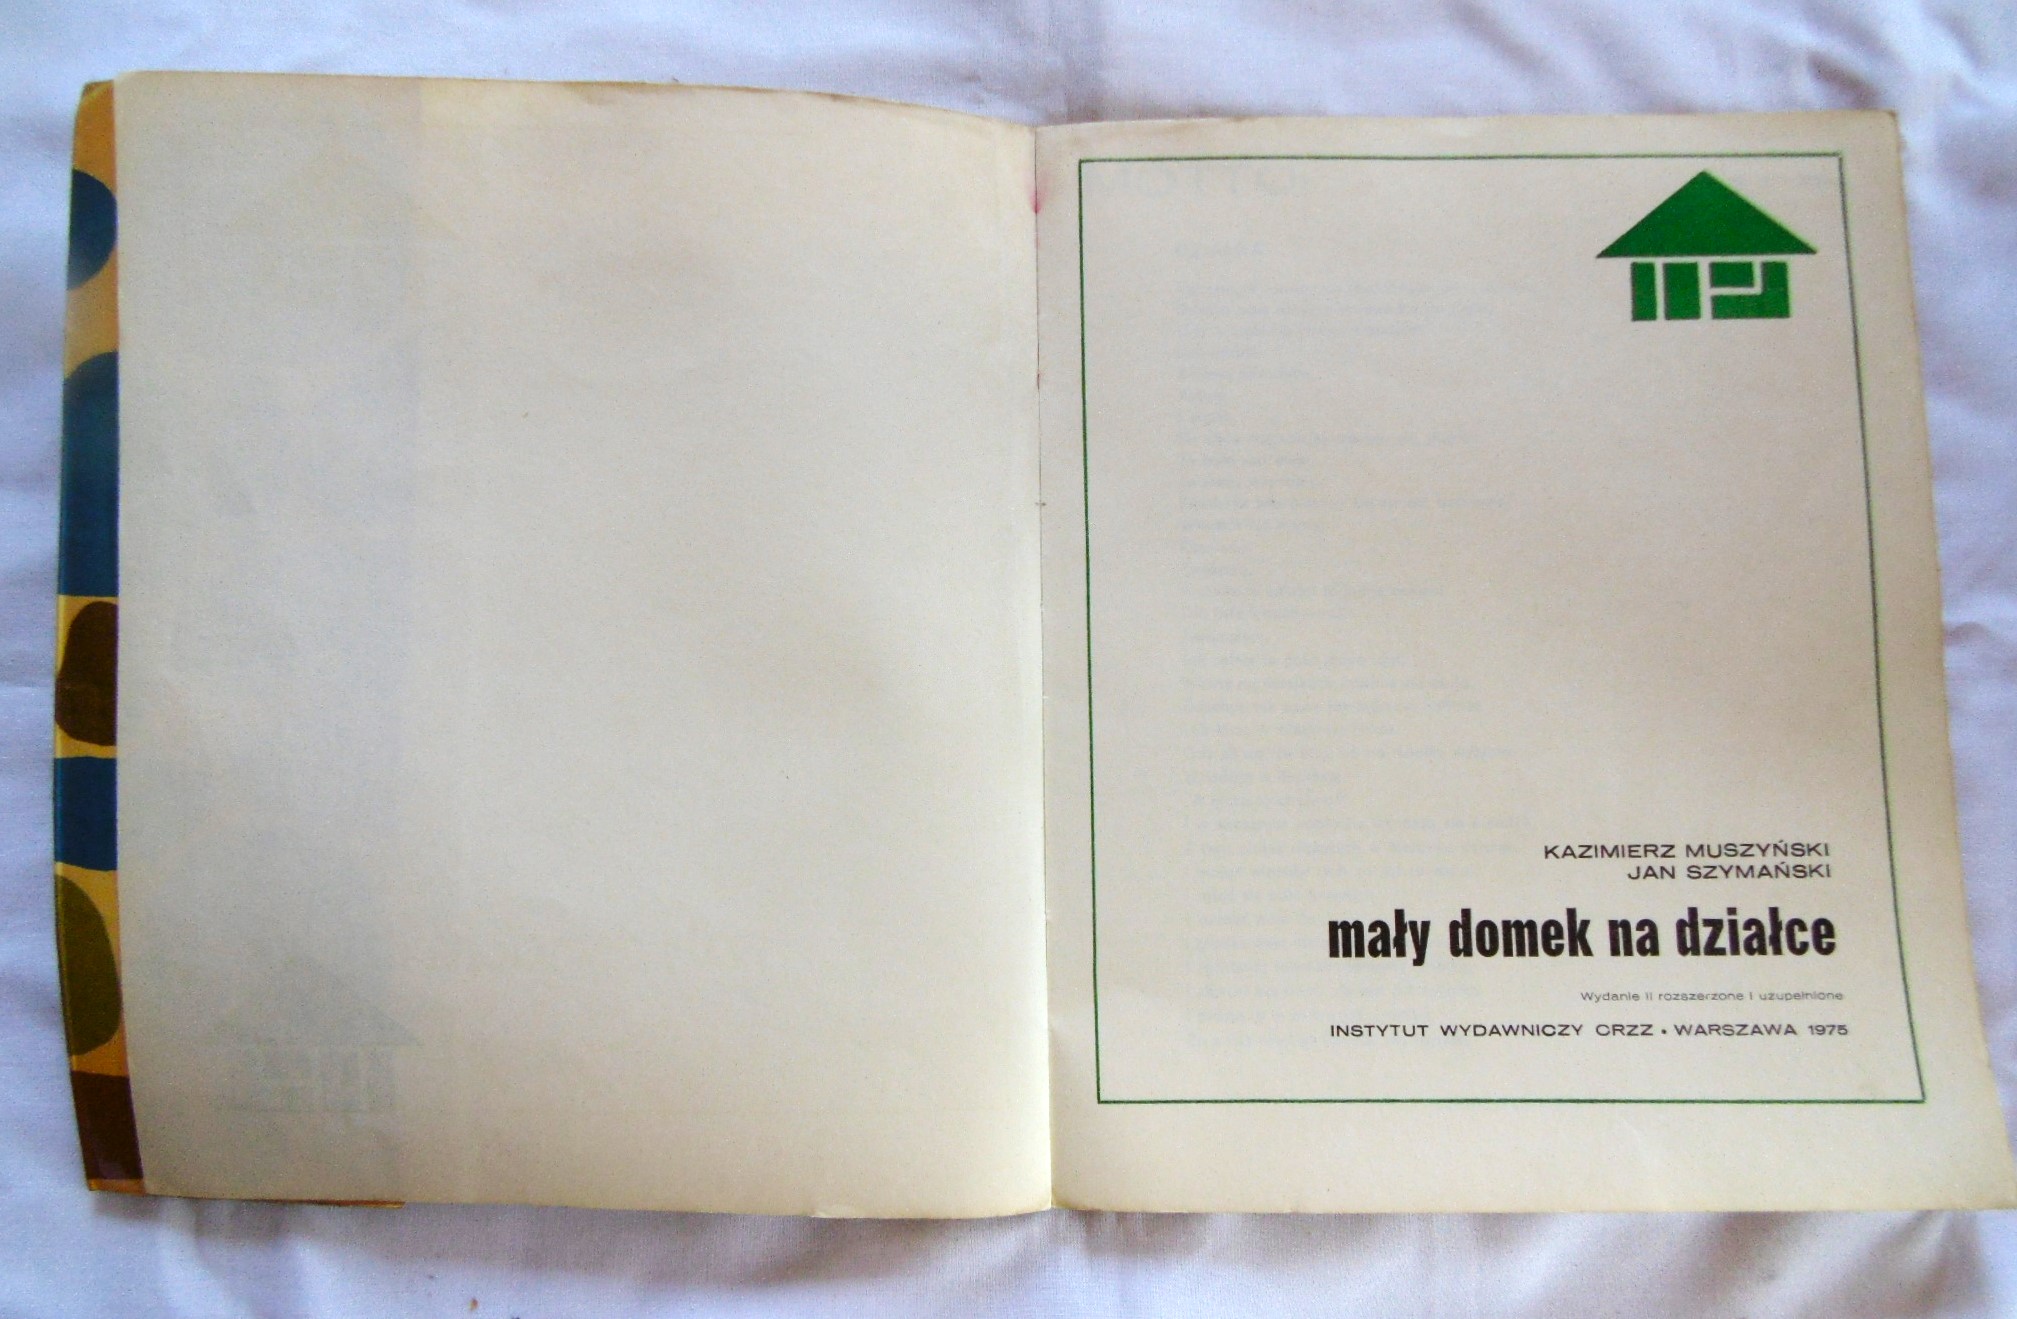 KAZIMIERZ MUSZYŃSKI
JAN SZYMAŃSKI
mały domek na działce
Wydanie II rozszerzone i uzupełnione
INSTYTUT WYDAWNICZY CRZZ • WARSZAWA 1975